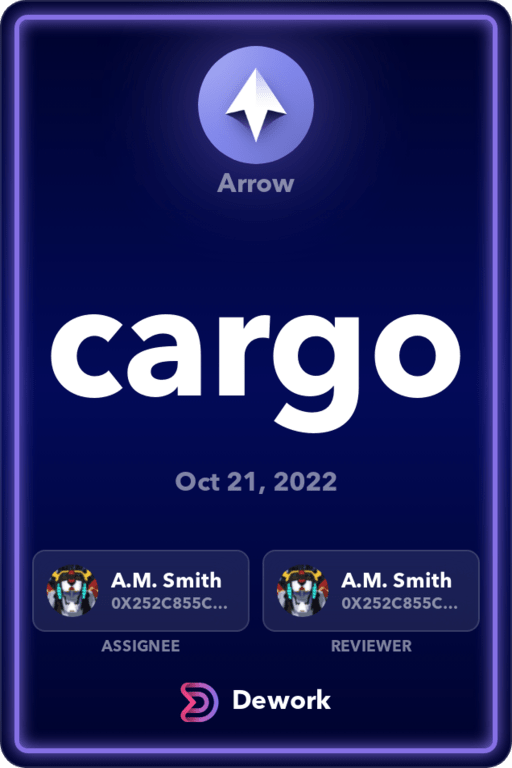 Arrow
cargo
Oct 21, 2022
A.M. Smith
0X252C855C...
ASSIGNEE
A.M. Smith
0X252C855C...
REVIEWER
Dework